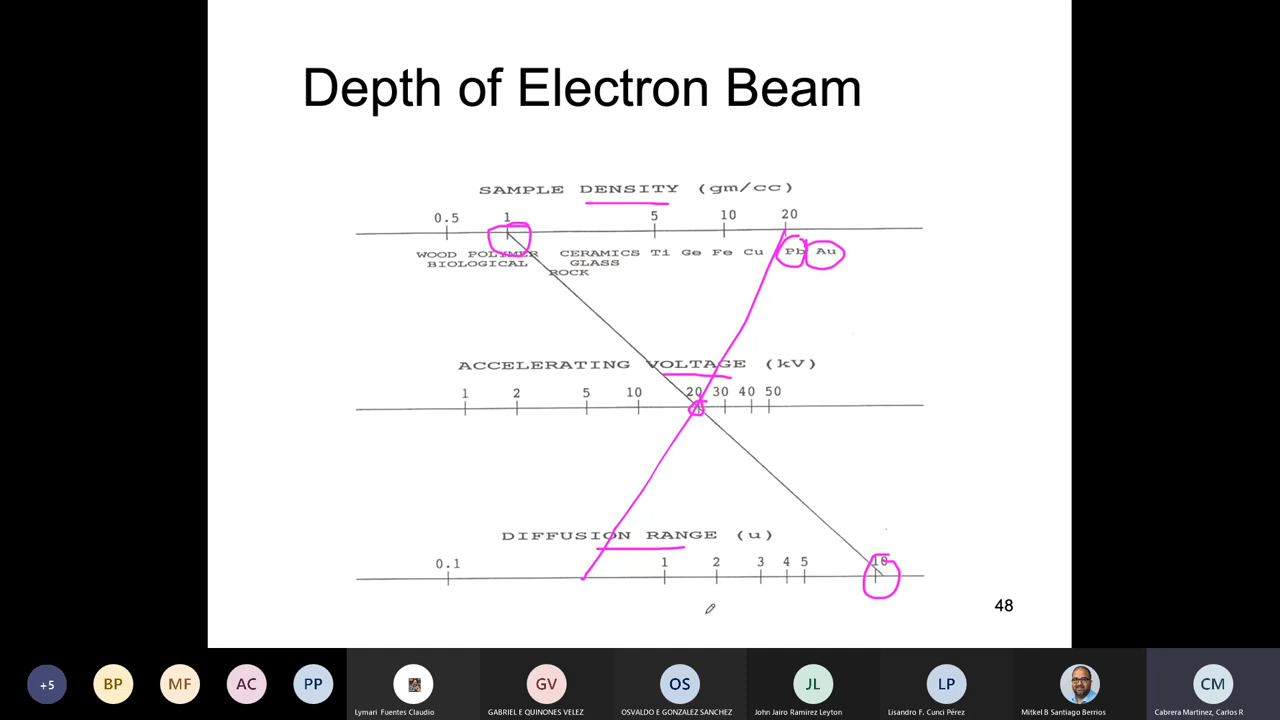 Depth of Electron Beam
SAMPLE DENSITY (gm/cc)
0.5 1 5 10 20
WOOD POLYMER CERAMICS Ti Ge Fe Cu Pb Au
BIOLOGICAL GLASS
ROCK
ACCELERATING VOLTAGE (kV)
1 2 5 10 20 30 40 50
DIFFUSION RANGE (u)
0.1 1 2 3 4 5 10
48
+5 BP MF AC PP GV OS JL LP CM
Lymari Fuentes Claudio GABRIEL E QUINONES VELEZ OSVALDO E GONZALEZ SANCHEZ John Jairo Ramirez Leyton Lisandro F. Cunci Pérez Mitkel B Santiago Berrios Cabrera Martinez, Carlos R